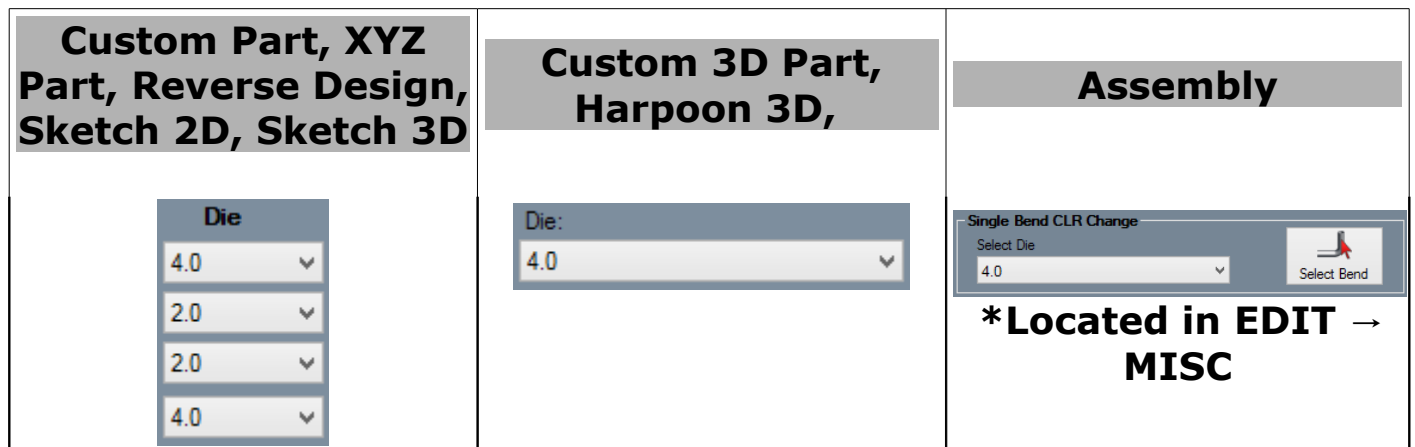 Custom Part, XYZ
Part, Reverse Design,
Sketch 2D, Sketch 3D
Custom 3D Part,
Harpoon 3D,
Assembly
Die
4.0
2.0
2.0
4.0
Die:
4.0
Single Bend CLR Change
Select Die
4.0
Select Bend
*Located in EDIT →
MISC